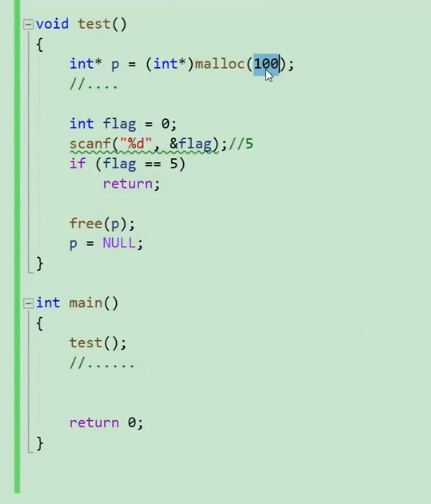 void test()
{
    int* p = (int*)malloc(100);
    //....
    int flag = 0;
    scanf("%d", &flag);//5
    if (flag == 5)
        return;
    free(p);
    p = NULL;
}
int main()
{
    test();
    //......
    return 0;
}